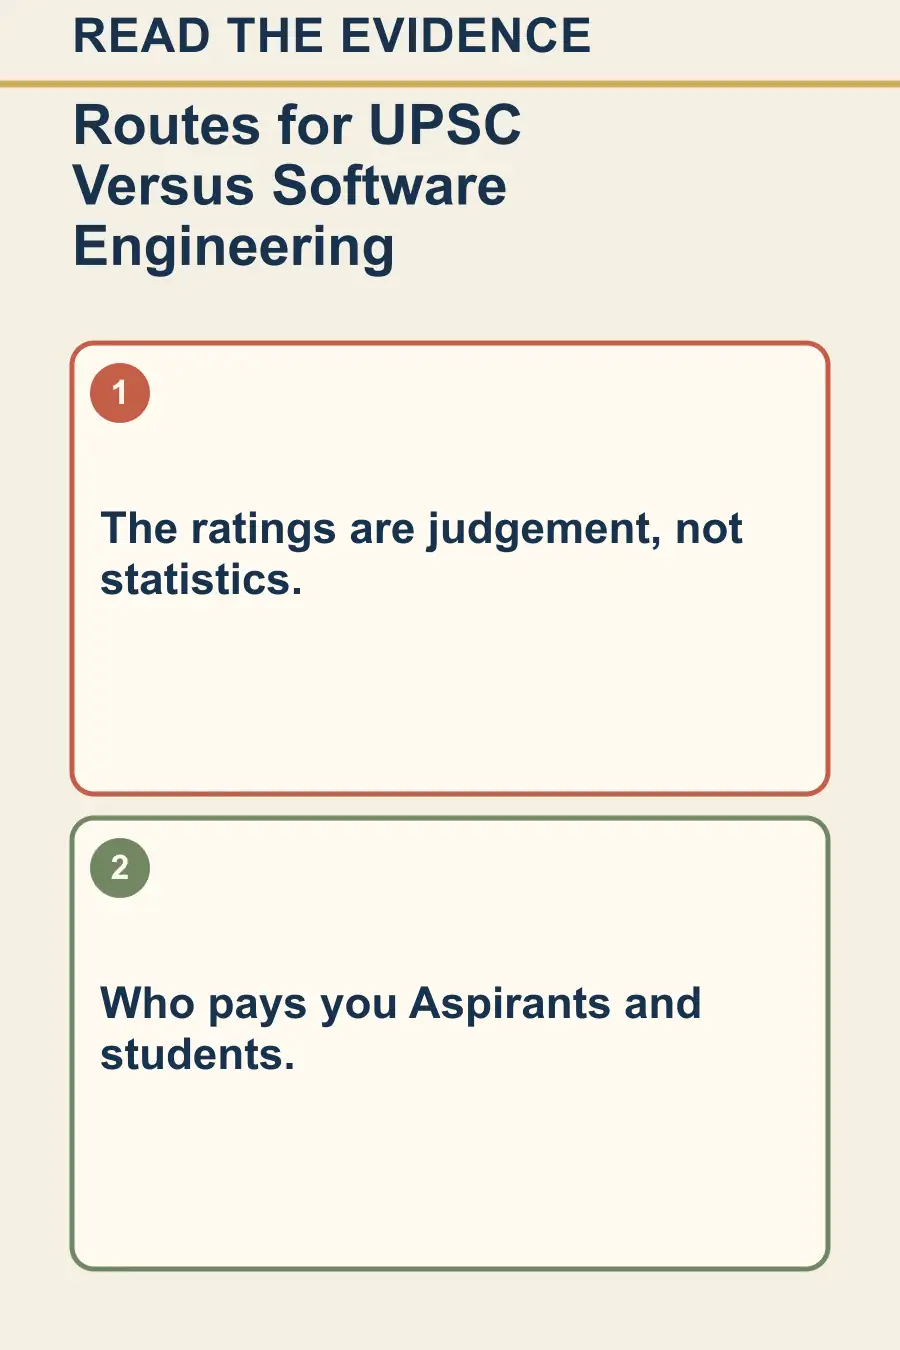 READ THE EVIDENCE
Routes for UPSC
Versus Software
Engineering
1
The ratings are judgement, not
statistics.
2
Who pays you Aspirants and
students.